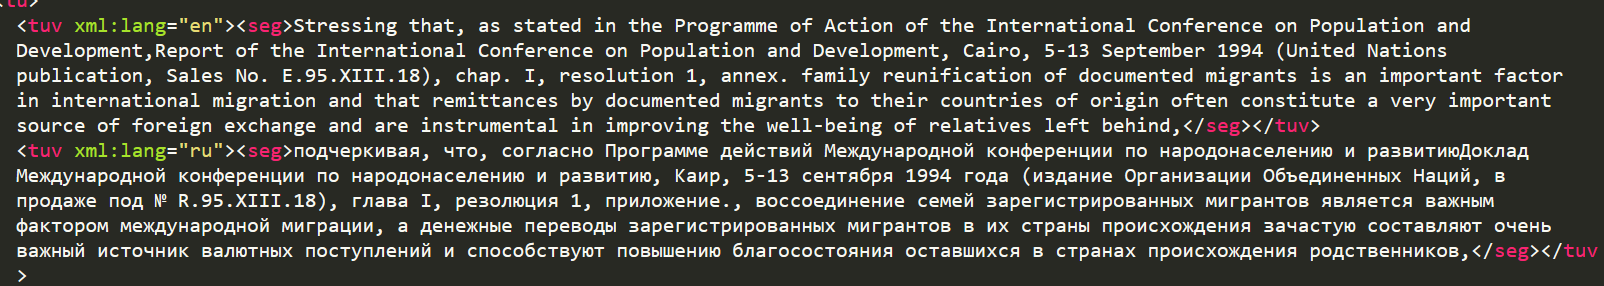 <tu>
<tuv xml:lang="en"><seg>Stressing that, as stated in the Programme of Action of the International Conference on Population and
Development,Report of the International Conference on Population and Development, Cairo, 5-13 September 1994 (United Nations
publication, Sales No. E.95.XIII.18), chap. I, resolution 1, annex. family reunification of documented migrants is an important factor
in international migration and that remittances by documented migrants to their countries of origin often constitute a very important
source of foreign exchange and are instrumental in improving the well-being of relatives left behind,</seg></tuv>
<tuv xml:lang="ru"><seg>подчеркивая, что, согласно Программе действий Международной конференции по народонаселению и развитиюДоклад
Международной конференции по народонаселению и развитию, Каир, 5-13 сентября 1994 года (издание Организации Объединенных Наций, в
продаже под № R.95.XIII.18), глава I, резолюция 1, приложение., воссоединение семей зарегистрированных мигрантов является важным
фактором международной миграции, а денежные переводы зарегистрированных мигрантов в их страны происхождения зачастую составляют очень
важный источник валютных поступлений и способствуют повышению благосостояния оставшихся в странах происхождения родственников,</seg></tuv
>